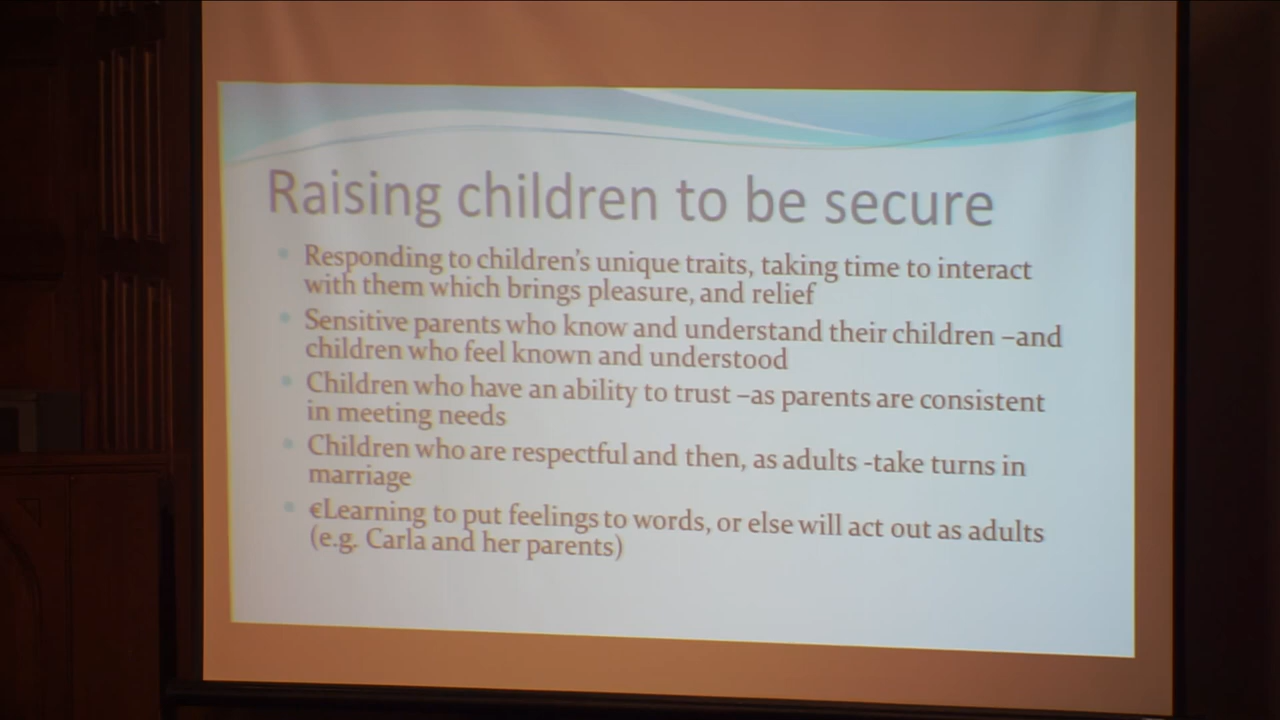 Raising children to be secure
Responding to children's unique traits, taking time to interact
with them which brings pleasure, and relief
Sensitive parents who know and understand their children –and
children who feel known and understood
Children who have an ability to trust –as parents are consistent
in meeting needs
Children who are respectful and then, as adults -take turns in
marriage
€Learning to put feelings to words, or else will act out as adults
(e.g. Carla and her parents)